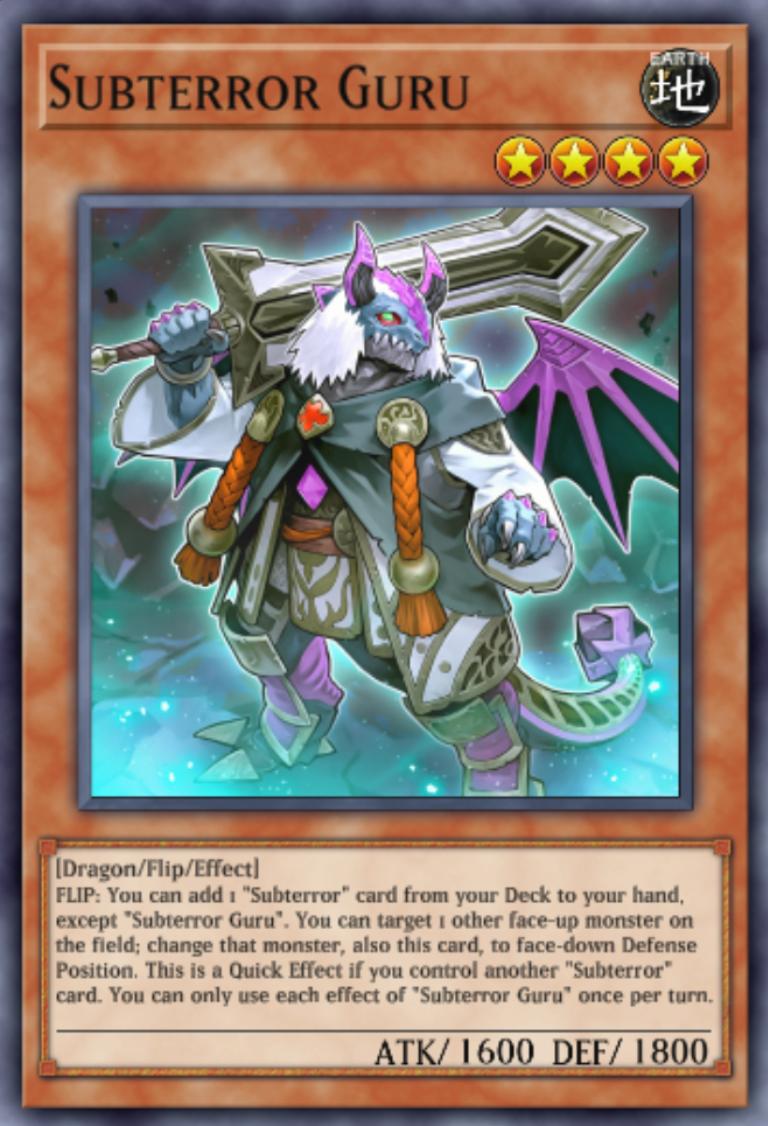 SUBTERROR GURU
EARTH
地
[Dragon/Flip/Effect]
FLIP: You can add 1 "Subterror" card from your Deck to your hand,
except "Subterror Guru". You can target 1 other face-up monster on
the field; change that monster, also this card, to face-down Defense
Position. This is a Quick Effect if you control another "Subterror"
card. You can only use each effect of "Subterror Guru" once per turn.
ATK/ 1600 DEF/ 1800